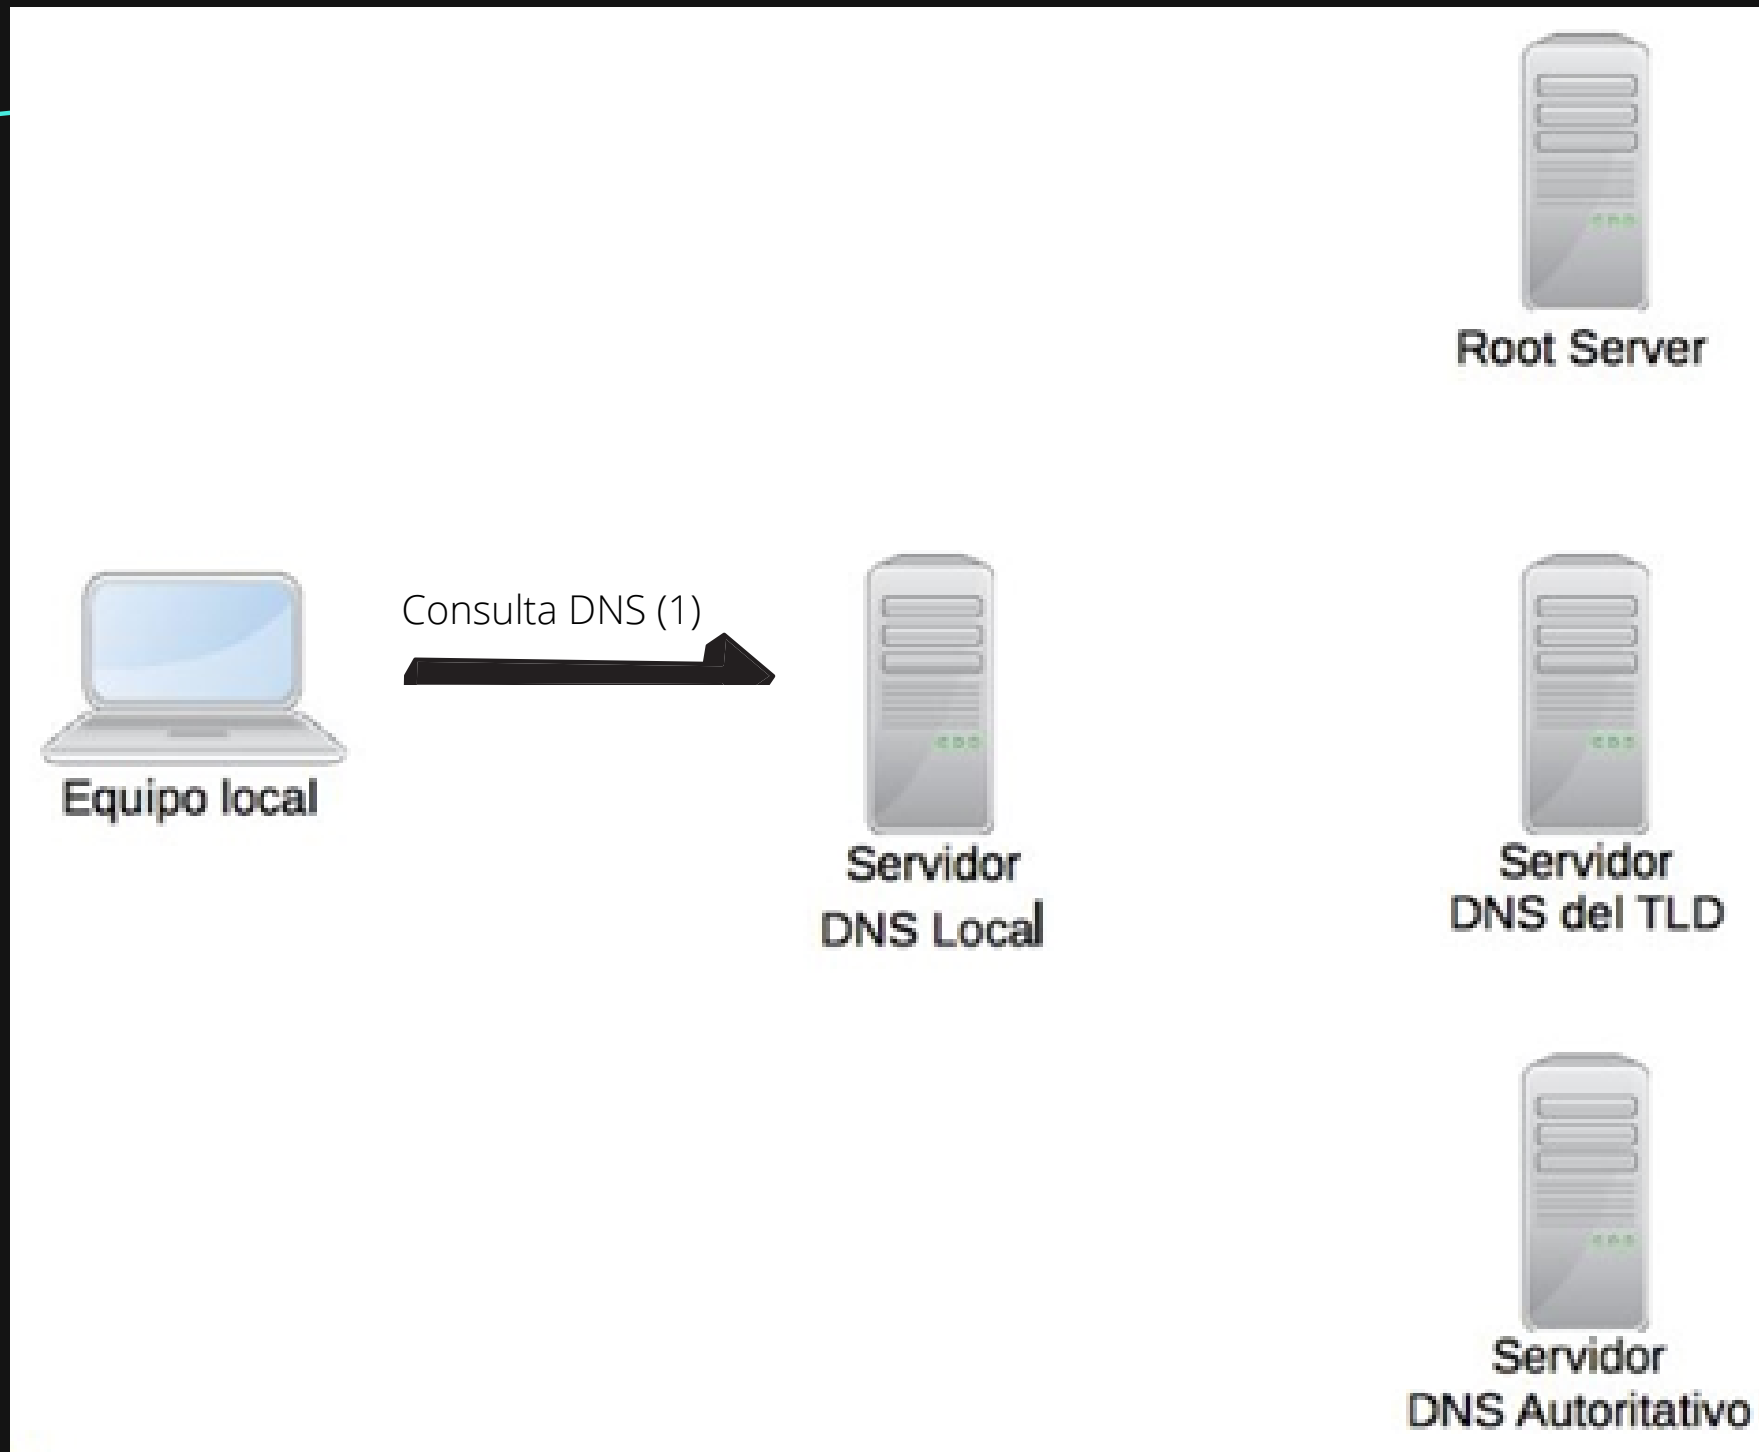 Root Server
Consulta DNS (1)
Equipo local
Servidor
DNS Local
Servidor
DNS del TLD
Servidor
DNS Autoritativo